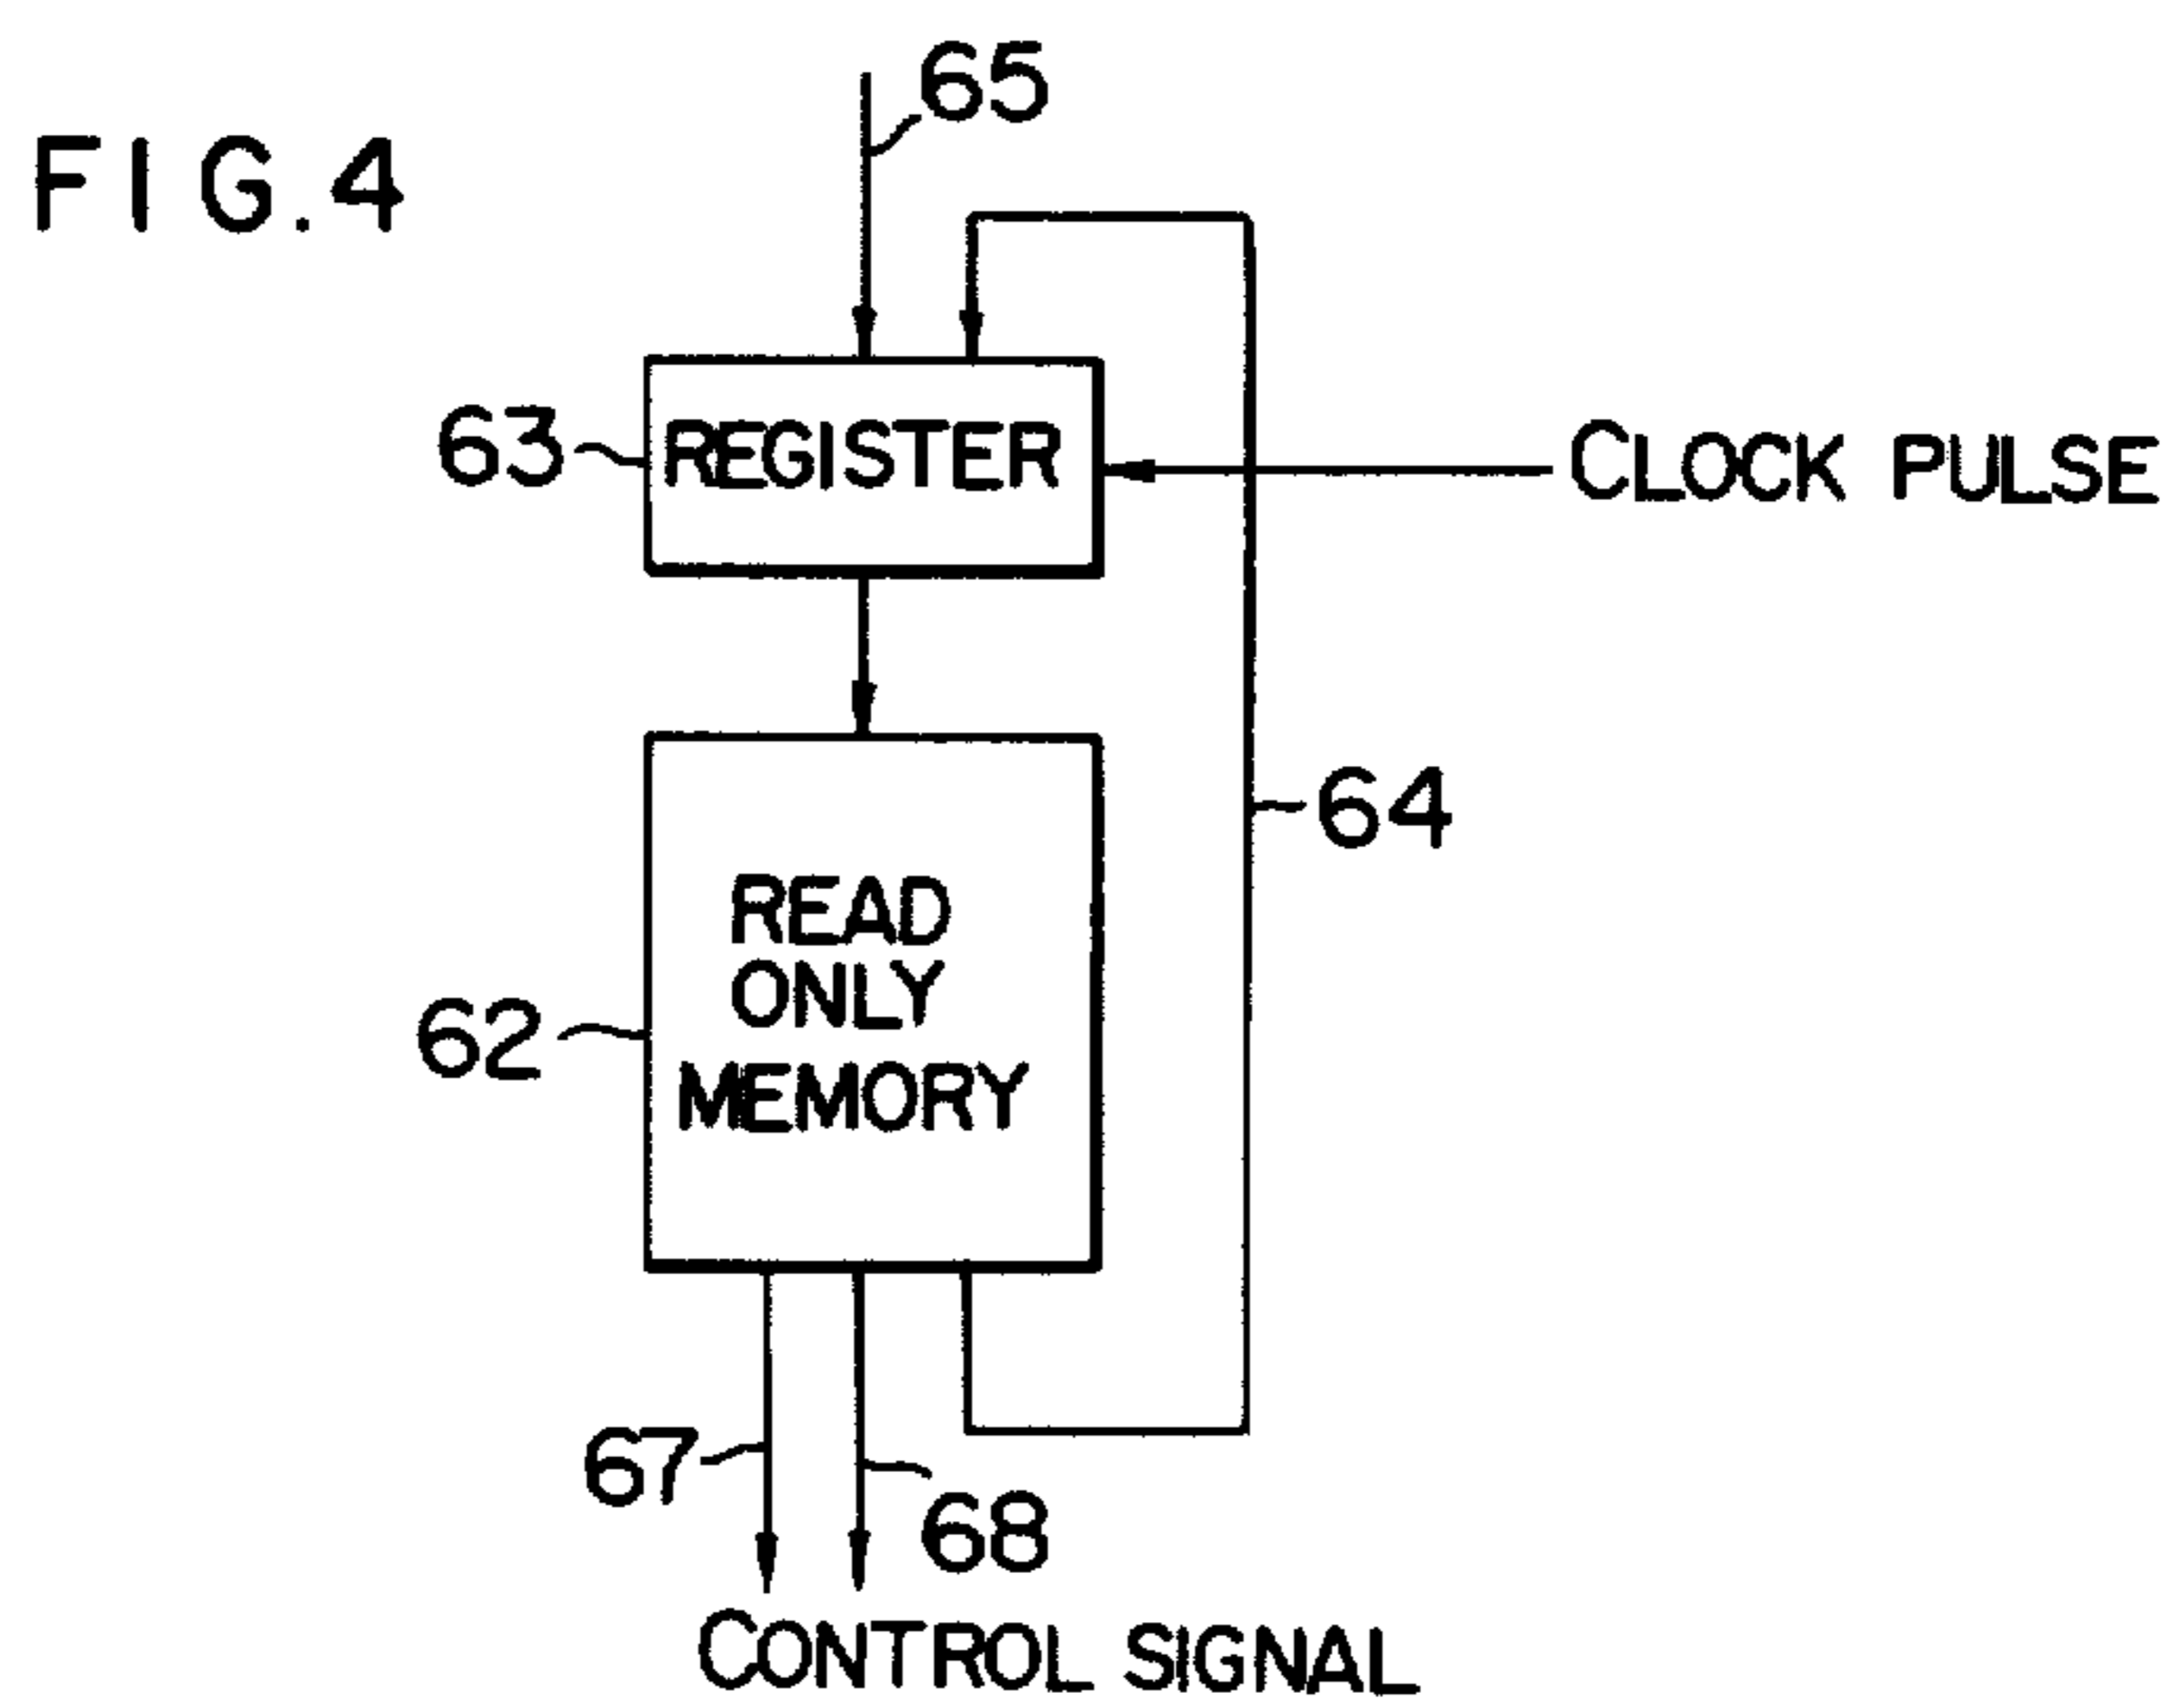 65
FIG.4
63
REGISTER
CLOCK PULSE
64
READ
ONLY
62
MEMORY
67
68
CONTROL SIGNAL